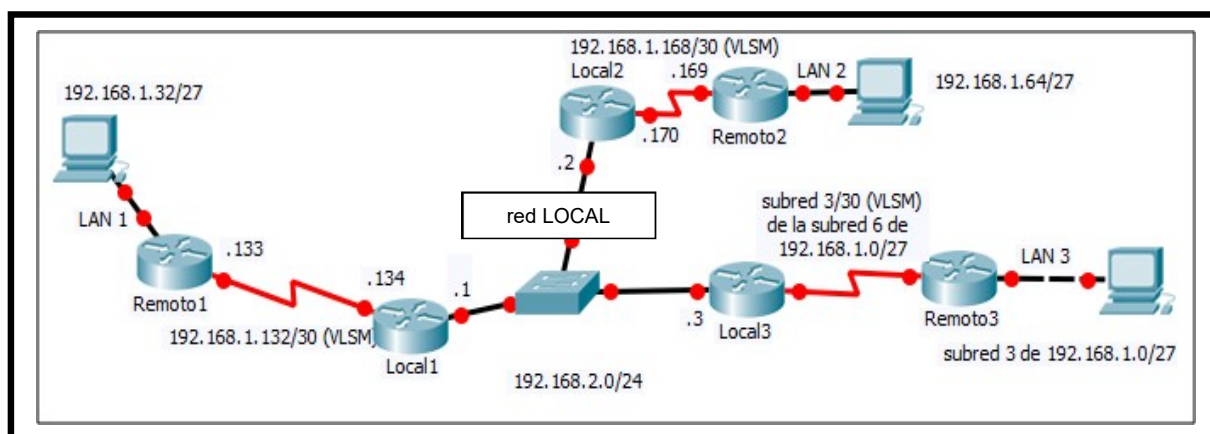 192.168.1.168/30 (VLSM)
Local2
.169
LAN 2
192.168.1.64/27
192.168.1.32/27
.170
Remoto2
.2
LAN 1
red LOCAL
subred 3/30 (VLSM)
de la subred 6 de
192.168.1.0/27
LAN 3
.133
Remoto1
.134
.1
192.168.1.132/30 (VLSM)
Local1
.3
Local3
Remoto3
subred 3 de 192.168.1.0/27
192.168.2.0/24